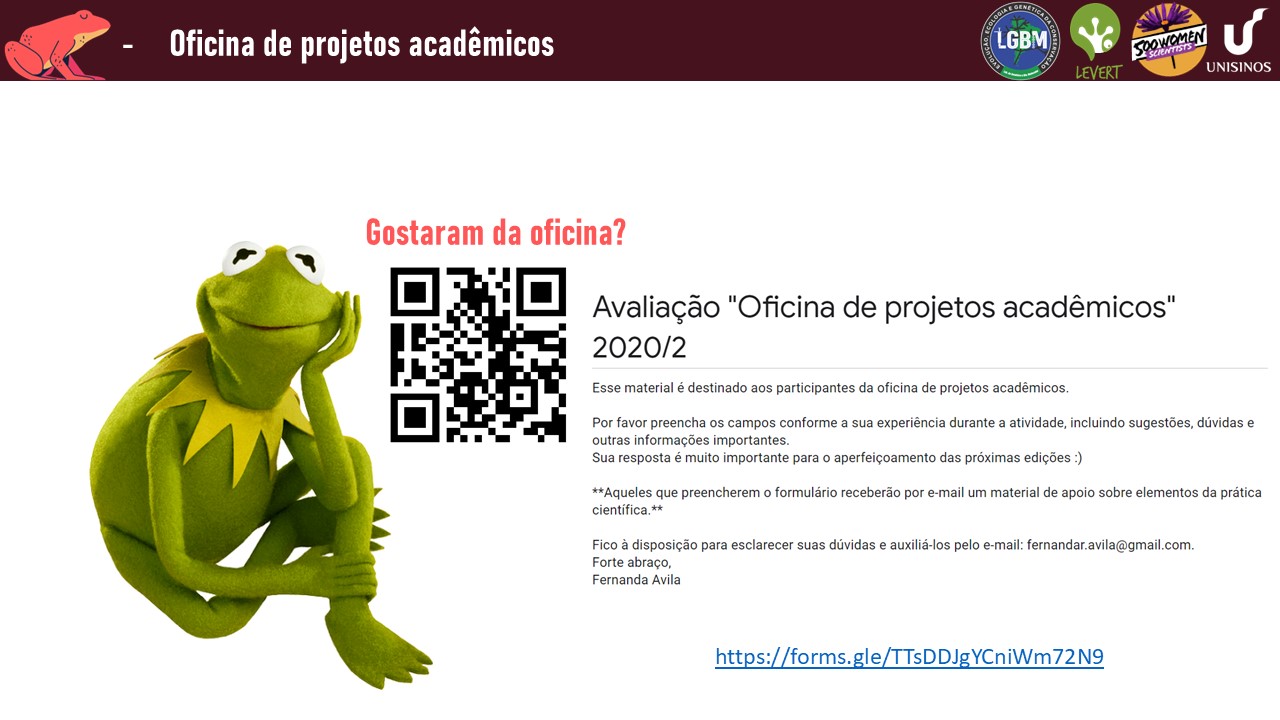 - Oficina de projetos acadêmicos
EVOLUÇÃO, ECOLOGIA E GENÉTICA DA CONSERVAÇÃO
LGBM
LEVERT
500WOMEN
SCIENTISTS
UNISINOS
Gostaram da oficina?
Avaliação "Oficina de projetos acadêmicos"
2020/2
Esse material é destinado aos participantes da oficina de projetos acadêmicos.
Por favor preencha os campos conforme a sua experiência durante a atividade, incluindo sugestões, dúvidas e
outras informações importantes.
Sua resposta é muito importante para o aperfeiçoamento das próximas edições :)
**Aqueles que preencherem o formulário receberão por e-mail um material de apoio sobre elementos da prática
científica.**
Fico à disposição para esclarecer suas dúvidas e auxiliá-los pelo e-mail: fernandar.avila@gmail.com.
Forte abraço,
Fernanda Avila
https://forms.gle/TTsDDJgYCniWm72N9